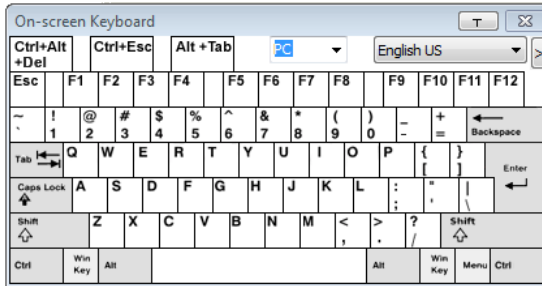 On-screen Keyboard
Ctrl+Alt+Del Ctrl+Esc Alt +Tab PC English US >
Esc F1 F2 F3 F4 F5 F6 F7 F8 F9 F10 F11 F12
~ ! @ # $ % ^ & * ( ) _ +
` 1 2 3 4 5 6 7 8 9 0 - = Backspace
Tab Q W E R T Y U I O P { }
[ ] Enter
Caps Lock A S D F G H J K L : " |
; ' \
Shift Z X C V B N M < > ? Shift
, . /
Ctrl Win Key Alt Alt Win Key Menu Ctrl